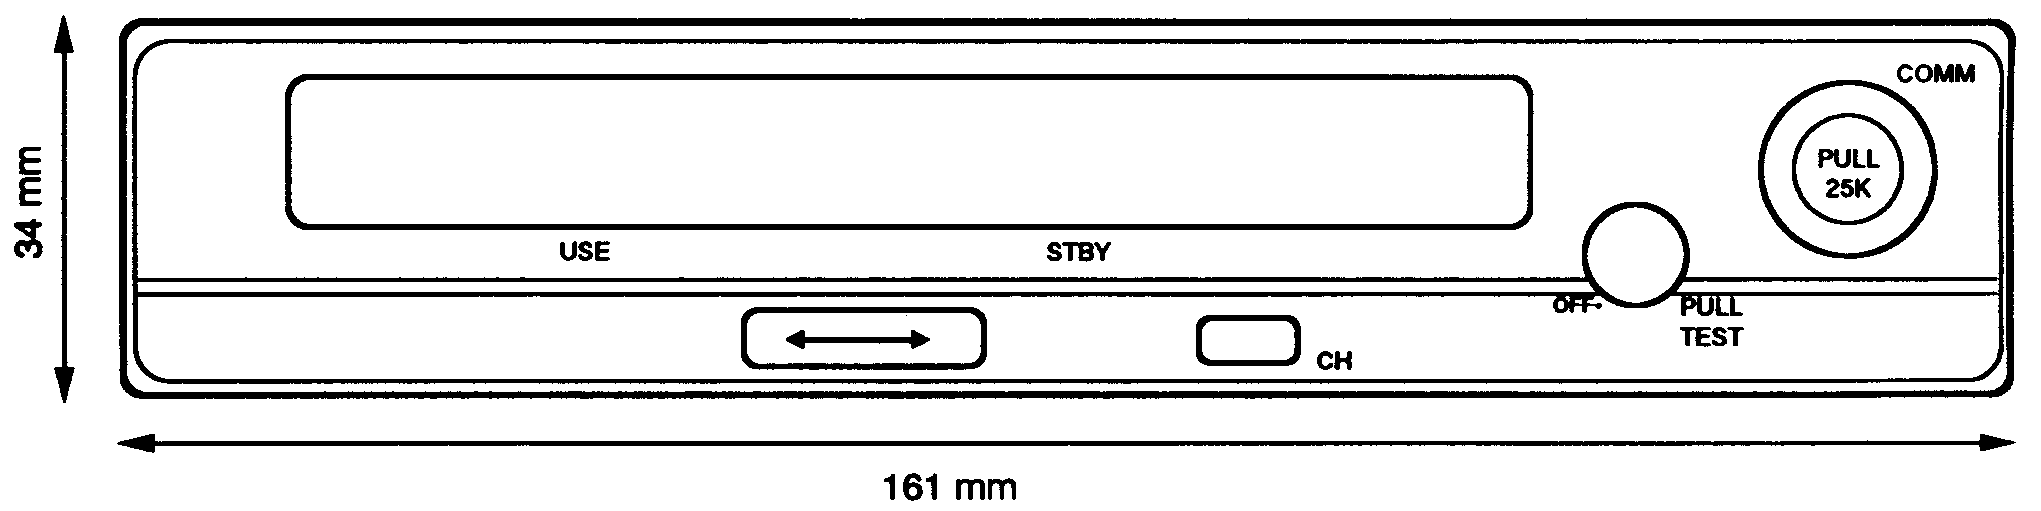 COMM
PULL
25K
34 mm
USE
STBY
OFF
PULL
TEST
CH
161 mm